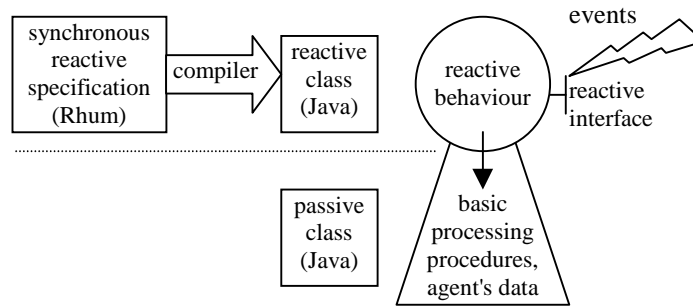 synchronous
reactive
specification
(Rhum)
compiler
reactive
class
(Java)
reactive
behaviour
events
reactive
interface
passive
class
(Java)
basic
processing
procedures,
agent's data